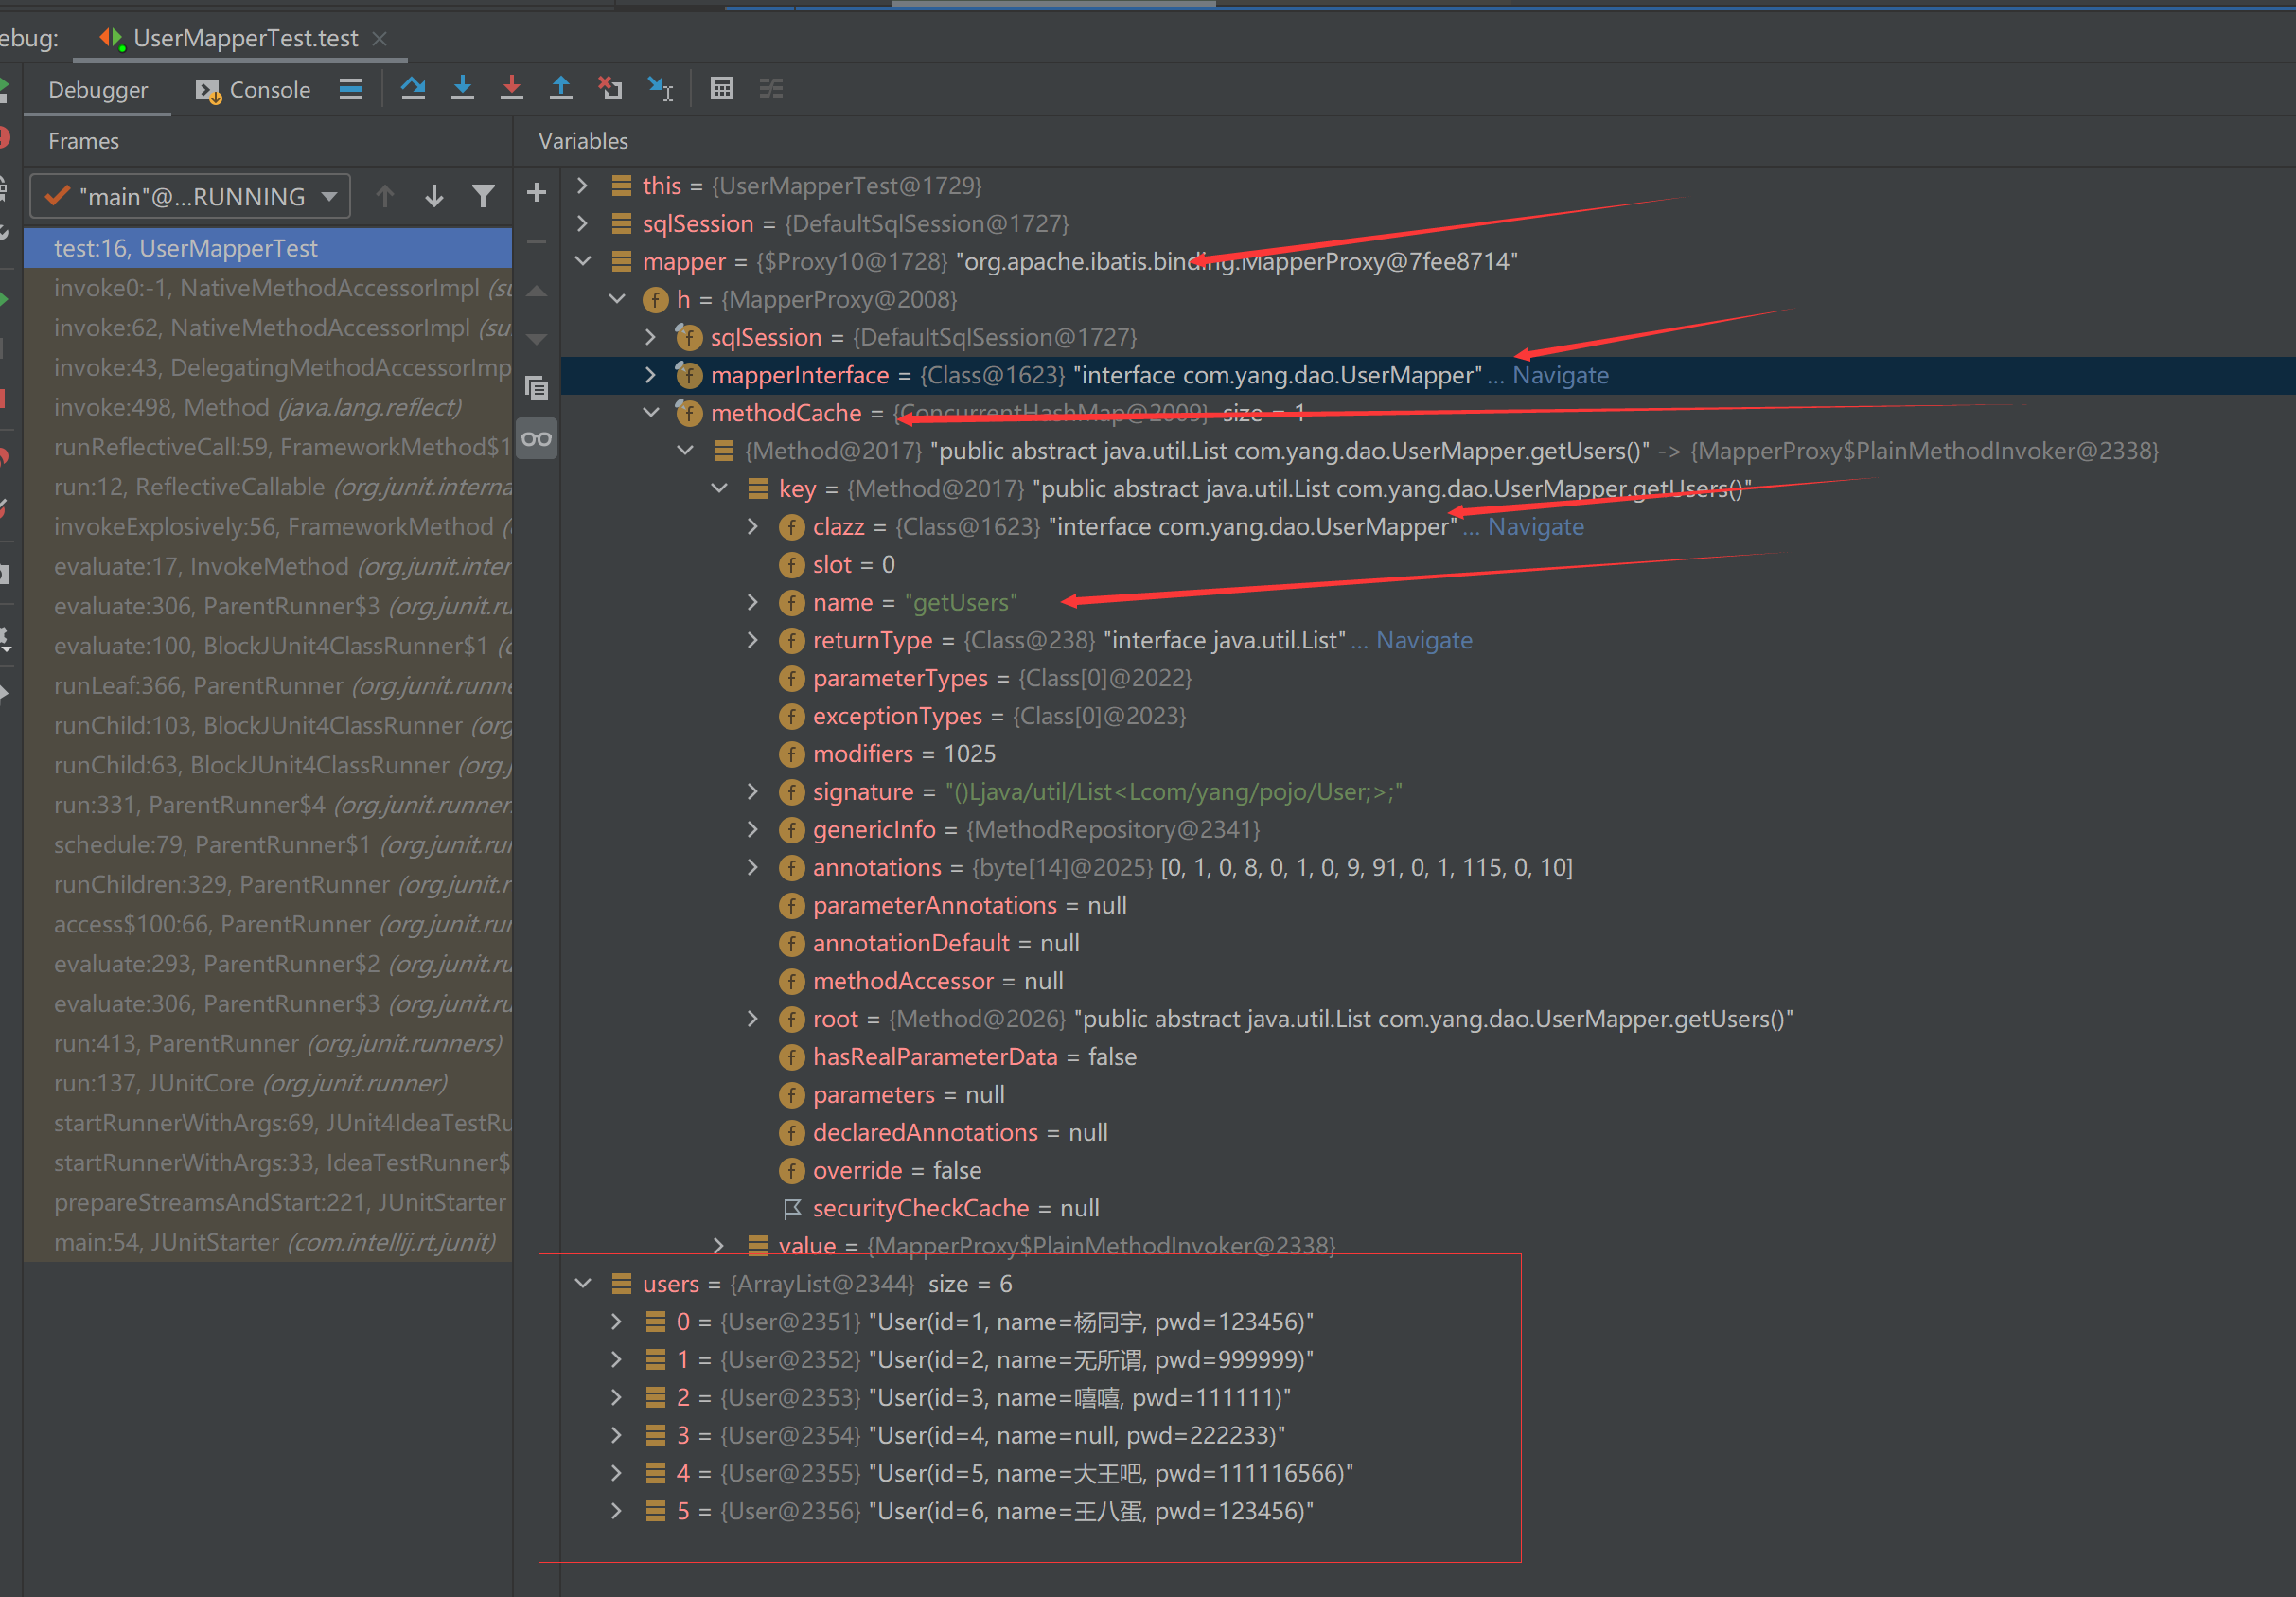 ebug: UserMapperTest.test
Debugger Console
Frames
"main"@...RUNNING
test:16, UserMapperTest
invoke0:-1, NativeMethodAccessorImpl (su
invoke:62, NativeMethodAccessorImpl (su.
invoke:43, DelegatingMethodAccessorImp
invoke:498, Method (java.lang.reflect)
runReflectiveCall:59, FrameworkMethod$1
run:12, ReflectiveCallable (org.junit.interna
invokeExplosively:56, FrameworkMethod (
evaluate:17, InvokeMethod (org.junit.inter
evaluate:306, ParentRunner$3 (org.junit.ru
evaluate:100, BlockJUnit4ClassRunner$1 (c
runLeaf:366, ParentRunner (org.junit.runne
runChild:103, BlockJUnit4ClassRunner (org
runChild:63, BlockJUnit4ClassRunner (org.j
run:331, ParentRunner$4 (org.junit.runner.
schedule:79, ParentRunner$1 (org.junit.rui
runChildren:329, ParentRunner (org.junit.r
access$100:66, ParentRunner (org.junit.rui
evaluate:293, ParentRunner$2 (org.junit.ru
evaluate:306, ParentRunner$3 (org.junit.ru
run:413, ParentRunner (org.junit.runners)
run:137, JUnitCore (org.junit.runner)
startRunnerWithArgs:69, JUnit4IdeaTestRu
startRunnerWithArgs:33, IdeaTestRunner$
prepareStreamsAndStart:221, JUnitStarter
main:54, JUnitStarter (com.intellij.rt.junit)
Variables
this = {UserMapperTest@1729}
sqlSession = {DefaultSqlSession@1727}
mapper = {$Proxy10@1728} "org.apache.ibatis.binding.MapperProxy@7fee8714"
h = {MapperProxy@2008}
sqlSession = {DefaultSqlSession@1727}
mapperInterface = {Class@1623} "interface com.yang.dao.UserMapper" ... Navigate
methodCache = {ConcurrentHashMap@2009} size = 1
{Method@2017} "public abstract java.util.List com.yang.dao.UserMapper.getUsers()" -> {MapperProxy$PlainMethodInvoker@2338}
key = {Method@2017} "public abstract java.util.List com.yang.dao.UserMapper.getUsers()"
clazz = {Class@1623} "interface com.yang.dao.UserMapper" ... Navigate
slot = 0
name = "getUsers"
returnType = {Class@238} "interface java.util.List" ... Navigate
parameterTypes = {Class[0]@2022}
exceptionTypes = {Class[0]@2023}
modifiers = 1025
signature = "()Ljava/util/List<Lcom/yang/pojo/User;>;"
genericInfo = {MethodRepository@2341}
annotations = {byte[14]@2025} [0, 1, 0, 8, 0, 1, 0, 9, 91, 0, 1, 115, 0, 10]
parameterAnnotations = null
annotationDefault = null
methodAccessor = null
root = {Method@2026} "public abstract java.util.List com.yang.dao.UserMapper.getUsers()"
hasRealParameterData = false
parameters = null
declaredAnnotations = null
override = false
securityCheckCache = null
value = {MapperProxy$PlainMethodInvoker@2338}
users = {ArrayList@2344} size = 6
0 = {User@2351} "User(id=1, name=杨同宇, pwd=123456)"
1 = {User@2352} "User(id=2, name=无所谓, pwd=999999)"
2 = {User@2353} "User(id=3, name=嘻嘻, pwd=111111)"
3 = {User@2354} "User(id=4, name=null, pwd=222233)"
4 = {User@2355} "User(id=5, name=大王吧, pwd=111116566)"
5 = {User@2356} "User(id=6, name=王八蛋, pwd=123456)"